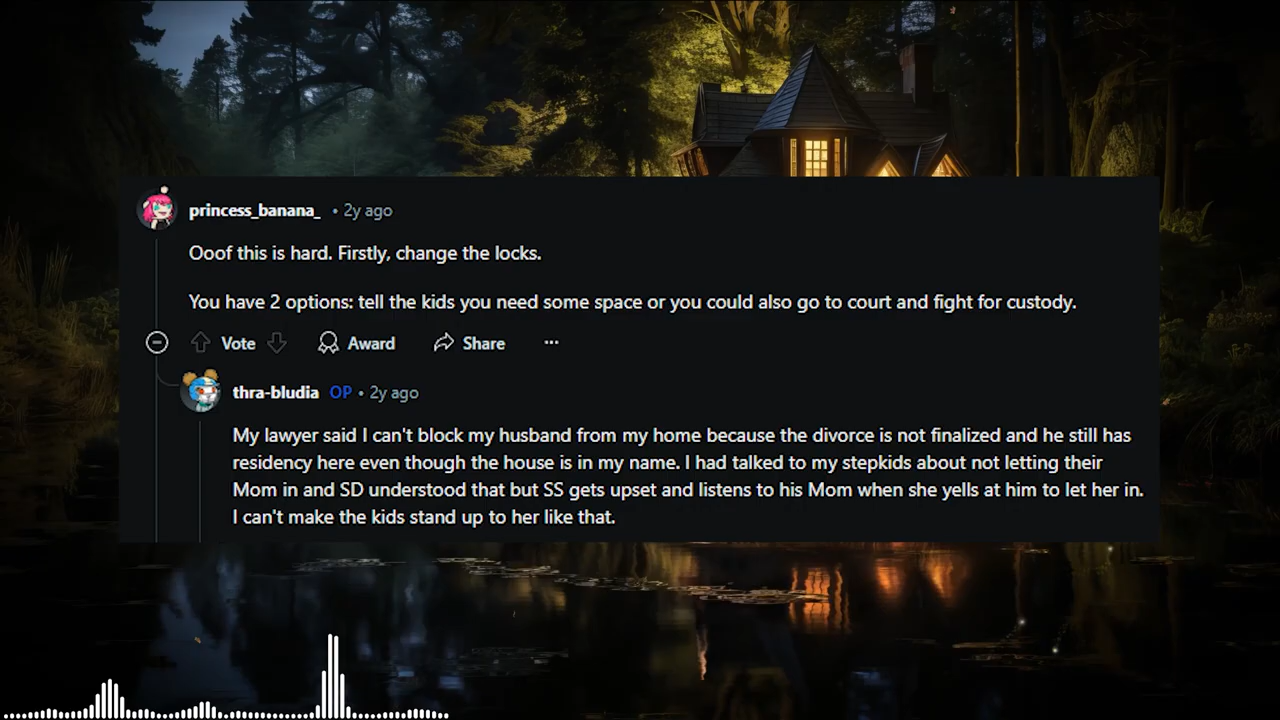 princess_banana_ • 2y ago
Ooof this is hard. Firstly, change the locks.
You have 2 options: tell the kids you need some space or you could also go to court and fight for custody.
Vote Award Share ...
thra-bludia OP • 2y ago
My lawyer said I can't block my husband from my home because the divorce is not finalized and he still has
residency here even though the house is in my name. I had talked to my stepkids about not letting their
Mom in and SD understood that but SS gets upset and listens to his Mom when she yells at him to let her in.
I can't make the kids stand up to her like that.